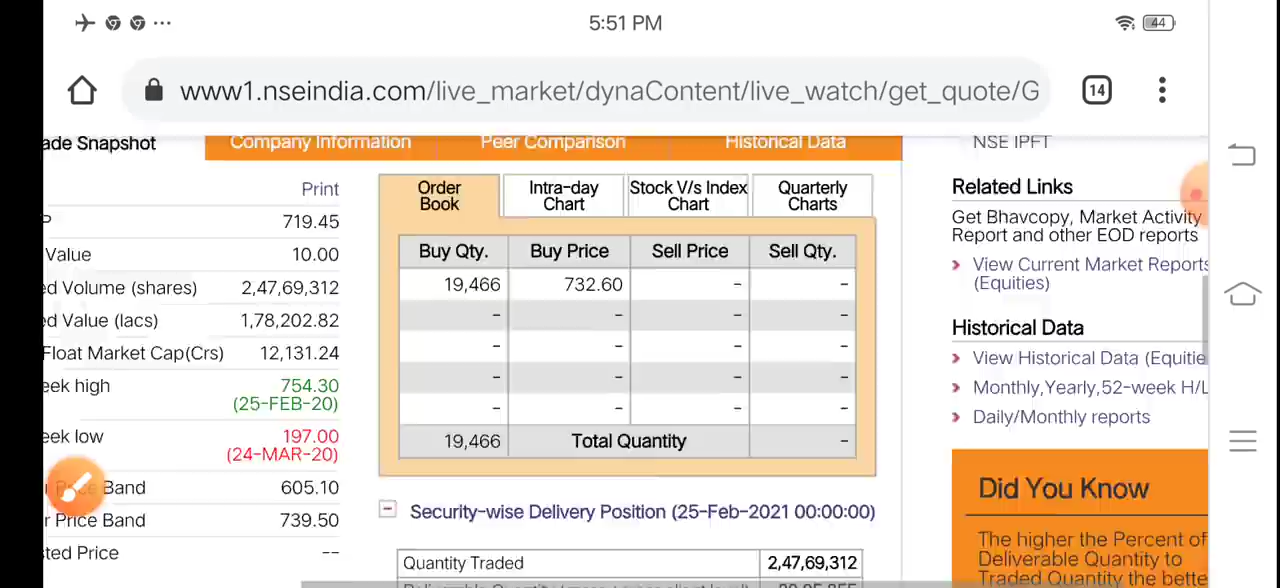 5:51 PM
44
www1.nseindia.com/live_market/dynaContent/live_watch/get_quote/G
14
ade Snapshot
Company Information
Peer Comparison
Historical Data
NSE IPFT
Print
P 719.45
Value 10.00
ed Volume (shares) 2,47,69,312
ed Value (lacs) 1,78,202.82
Float Market Cap(Crs) 12,131.24
eek high 754.30
(25-FEB-20)
eek low 197.00
(24-MAR-20)
r Price Band 605.10
r Price Band 739.50
sted Price --
Order
Book
Intra-day
Chart
Stock V/s Index
Chart
Quarterly
Charts
Buy Qty. Buy Price Sell Price Sell Qty.
19,466 732.60 - -
- - - -
- - - -
- - - -
- - - -
19,466 Total Quantity -
Security-wise Delivery Position (25-Feb-2021 00:00:00)
Quantity Traded 2,47,69,312
Related Links
Get Bhavcopy, Market Activity
Report and other EOD reports
View Current Market Reports
(Equities)
Historical Data
View Historical Data (Equitie
Monthly,Yearly,52-week H/L
Daily/Monthly reports
Did You Know
The higher the Percent of
Deliverable Quantity to
Traded Quantity the bette